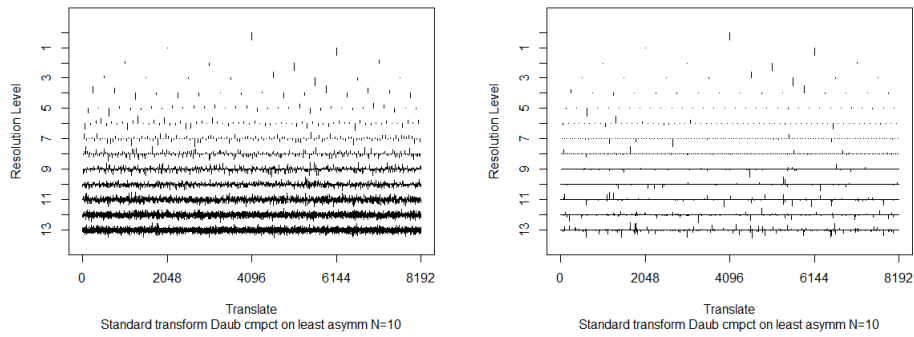 Resolution Level
1
3
5
7
9
11
13
0 2048 4096 6144 8192
Translate
Standard transform Daub cmpct on least asymm N=10
Resolution Level
1
3
5
7
9
11
13
0 2048 4096 6144 8192
Translate
Standard transform Daub cmpct on least asymm N=10